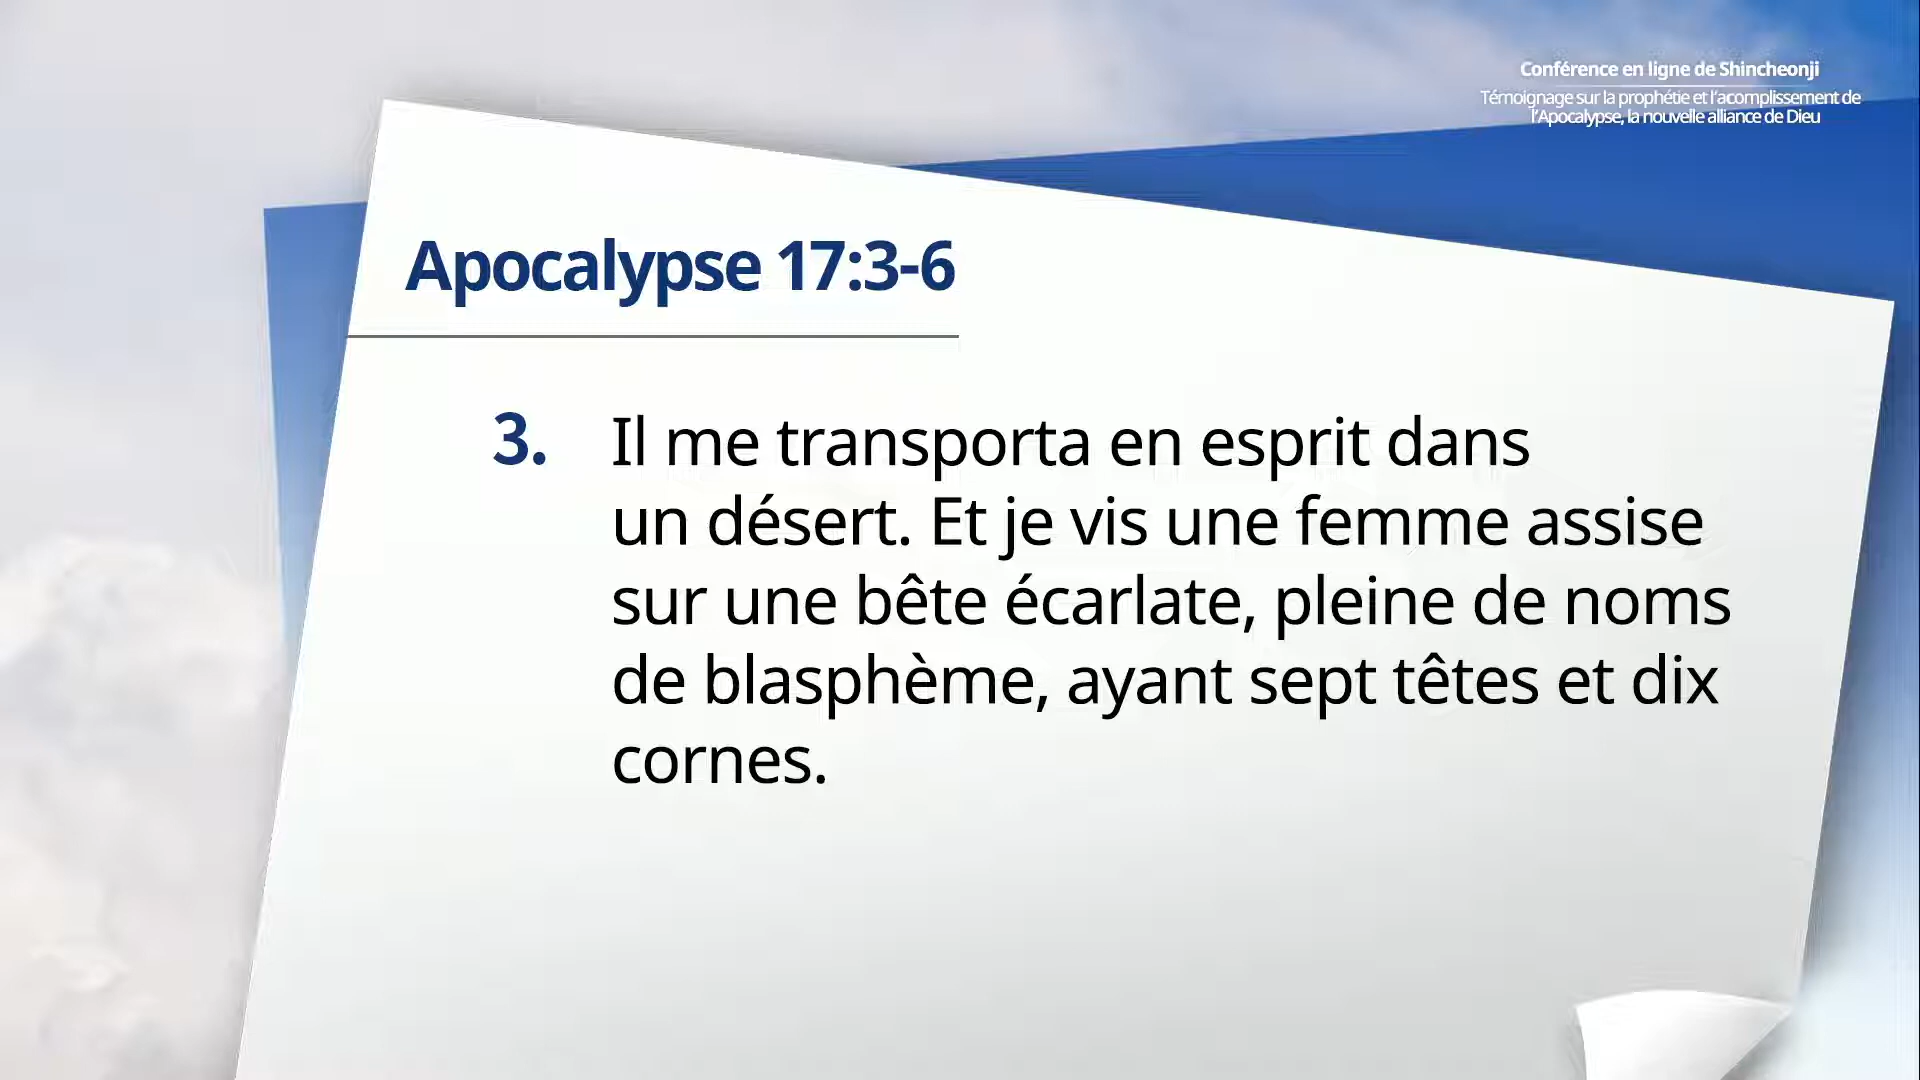 Conférence en ligne de Shincheonji
Témoignage sur la prophétie et l'acomplissement de
l'Apocalypse, la nouvelle alliance de Dieu
Apocalypse 17:3-6
3. Il me transporta en esprit dans
un désert. Et je vis une femme assise
sur une bête écarlate, pleine de noms
de blasphème, ayant sept têtes et dix
cornes.